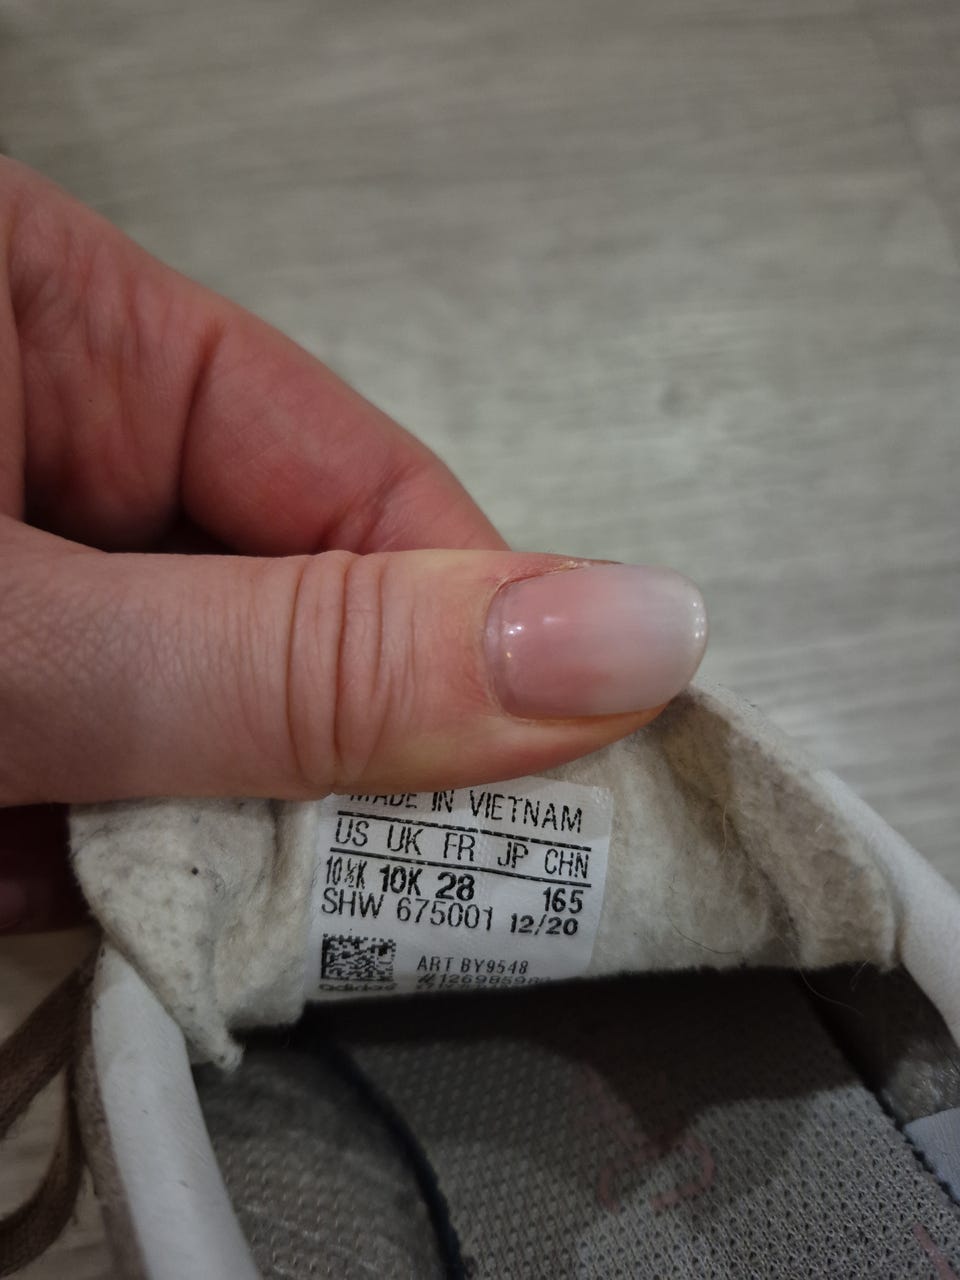 MADE IN VIETNAM
US UK FR JP CHN
10½K 10K 28 165
SHW 675001 12/20
ART BY9548
adidas